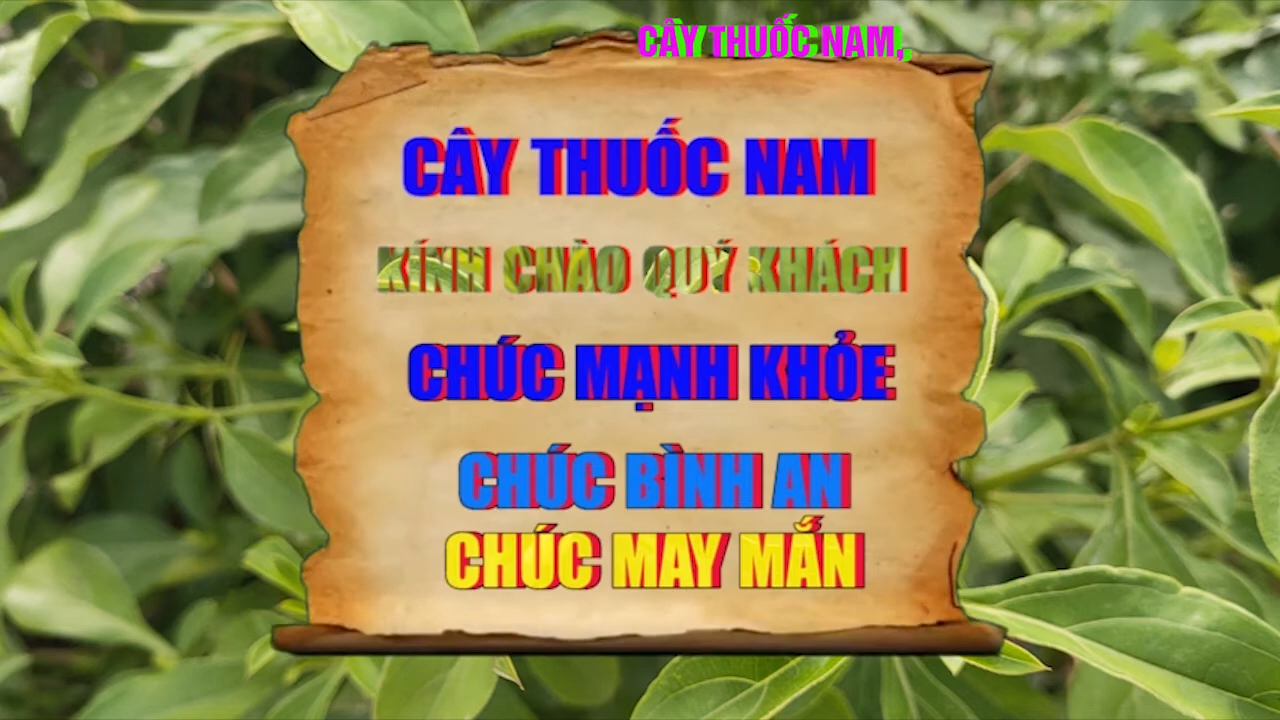 CÂY THUỐC NAM,
CÂY THUỐC NAM
KÍNH CHÀO QUÝ KHÁCH
CHÚC MẠNH KHỎE
CHÚC BÌNH AN
CHÚC MAY MẮN